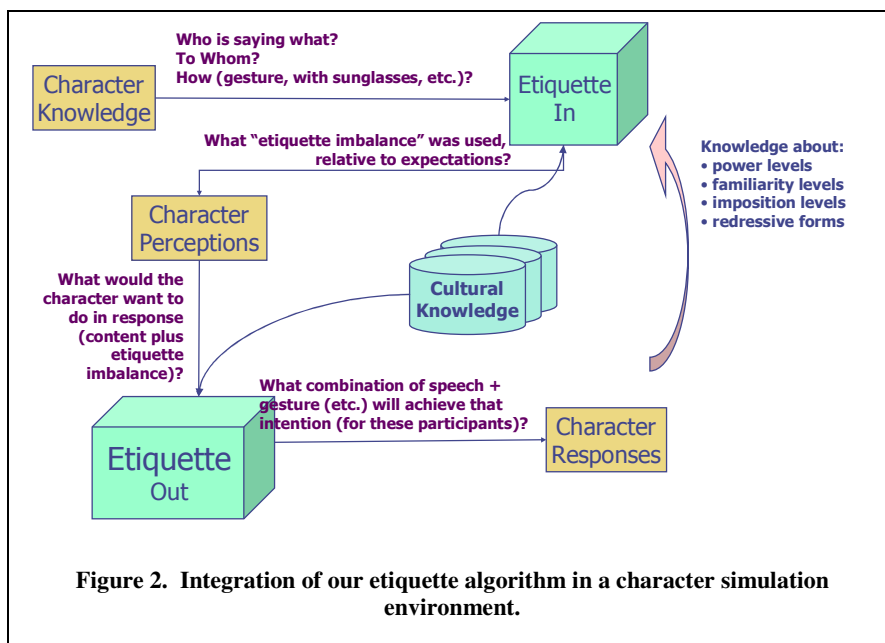 Who is saying what?
To Whom?
How (gesture, with sunglasses, etc.)?
Character
Knowledge
Etiquette
In
What “etiquette imbalance” was used,
relative to expectations?
Knowledge about:
• power levels
• familiarity levels
• imposition levels
• redressive forms
Character
Perceptions
Cultural
Knowledge
What would the
character want to
do in response
(content plus
etiquette
imbalance)?
What combination of speech +
gesture (etc.) will achieve that
intention (for these participants)?
Etiquette
Out
Character
Responses
Figure 2. Integration of our etiquette algorithm in a character simulation
environment.